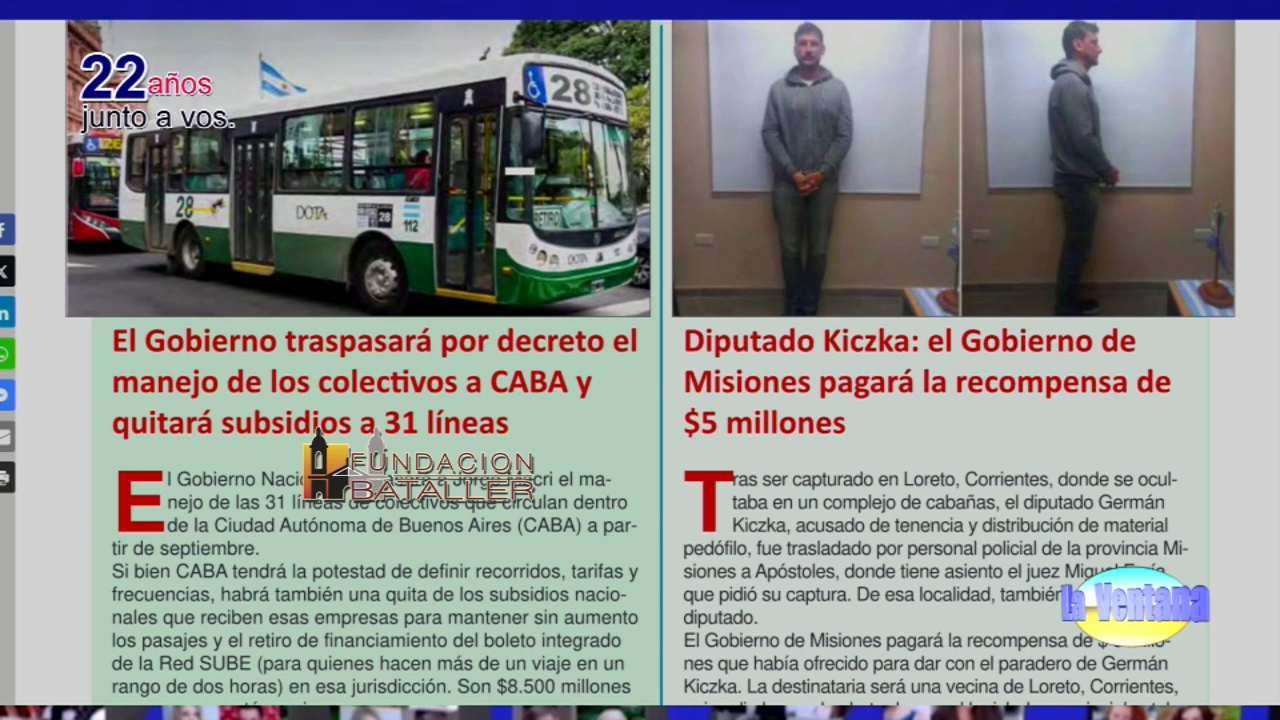 22 años
junto a vos.
28
28
DOTA
28
112
RETIRO
DOTA
El Gobierno traspasará por decreto el
manejo de los colectivos a CABA y
quitará subsidios a 31 líneas
FUNDACION
BATALLER
El Gobierno el ma-
nejo de las 31 líneas de colectivos que circulan dentro
de la Ciudad Autónoma de Buenos Aires (CABA) a par-
tir de septiembre.
Si bien CABA tendrá la potestad de definir recorridos, tarifas y
frecuencias, habrá también una quita de los subsidios nacio-
nales que reciben esas empresas para mantener sin aumento
los pasajes y el retiro de financiamiento del boleto integrado
de la Red SUBE (para quienes hacen más de un viaje en un
rango de dos horas) en esa jurisdicción. Son $8.500 millones
Diputado Kiczka: el Gobierno de
Misiones pagará la recompensa de
$5 millones
Tras ser capturado en Loreto, Corrientes, donde se ocul-
taba en un complejo de cabañas, el diputado Germán
Kiczka, acusado de tenencia y distribución de material
pedófilo, fue trasladado por personal policial de la provincia Mi-
siones a Apóstoles, donde tiene asiento el juez Miguel
que pidió su captura. De esa localidad, también
diputado.
El Gobierno de Misiones pagará la recompensa de
nes que había ofrecido para dar con el paradero de Germán
Kiczka. La destinataria será una vecina de Loreto, Corrientes,
la Ventana